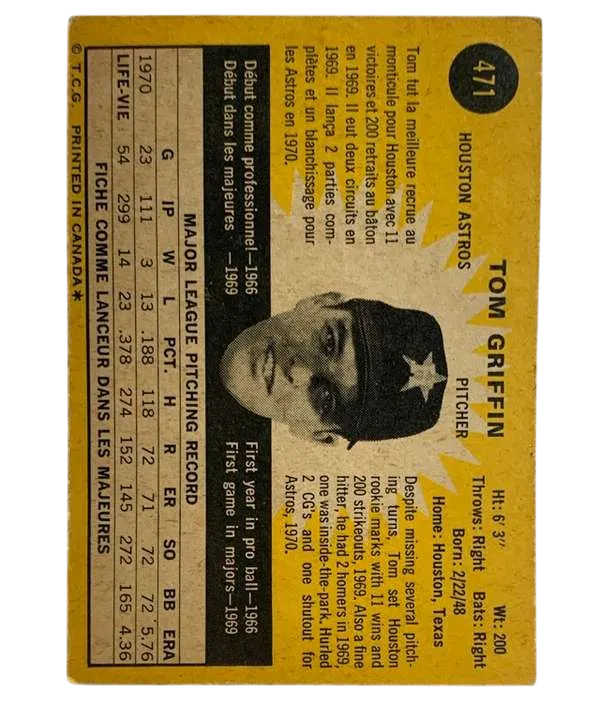 471
TOM GRIFFIN
HOUSTON ASTROS PITCHER
Ht: 6' 3" Wt: 200
Throws: Right Bats: Right
Born: 2/22/48
Home: Houston, Texas
Tom fut la meilleure recrue au
monticule pour Houston avec 11
victoires et 200 retraits au bâton
en 1969. Il eut deux circuits en
1969. Il lança 2 parties com-
plètes et un blanchissage pour
les Astros en 1970.
Despite missing several pitch-
ing turns, Tom set Houston
rookie marks with 11 wins and
200 strikeouts, 1969. Also a fine
hitter, he had 2 homers in 1969,
one was inside-the-park. Hurled
2 CG's and one shutout for
Astros, 1970.
Début comme professionnel—1966
Début dans les majeures —1969
First year in pro ball—1966
First game in majors—1969
MAJOR LEAGUE PITCHING RECORD
G IP W L PCT. H R ER SO BB ERA
1970 23 111 3 13 .188 118 72 71 72 72 5.76
LIFE-VIE 54 299 14 23 .378 274 152 145 272 165 4.36
FICHE COMME LANCEUR DANS LES MAJEURES
© T.C.G. PRINTED IN CANADA*